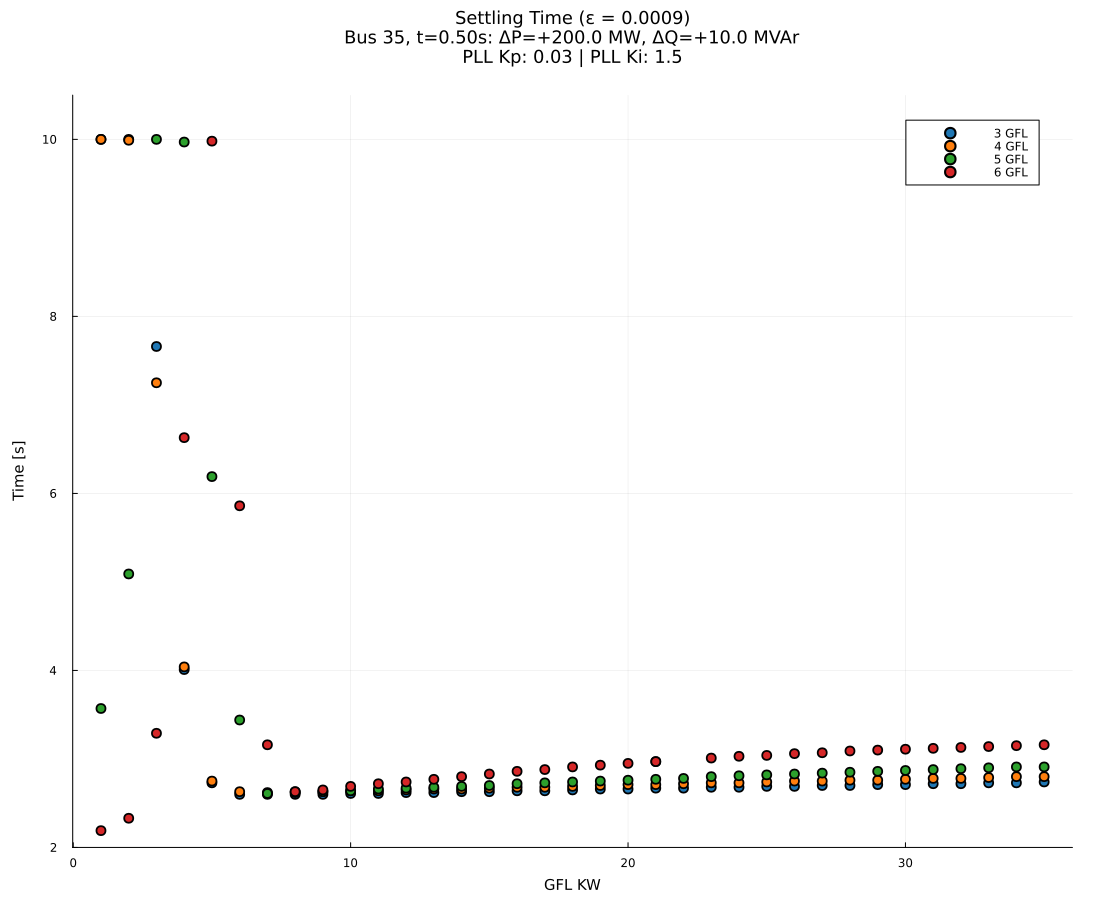 Settling Time (ε = 0.0009)
Bus 35, t=0.50s: ΔP=+200.0 MW, ΔQ=+10.0 MVAr
PLL Kp: 0.03 | PLL Ki: 1.5
3 GFL
4 GFL
5 GFL
6 GFL
10
8
6
4
2
Time [s]
0
10
20
30
GFL KW